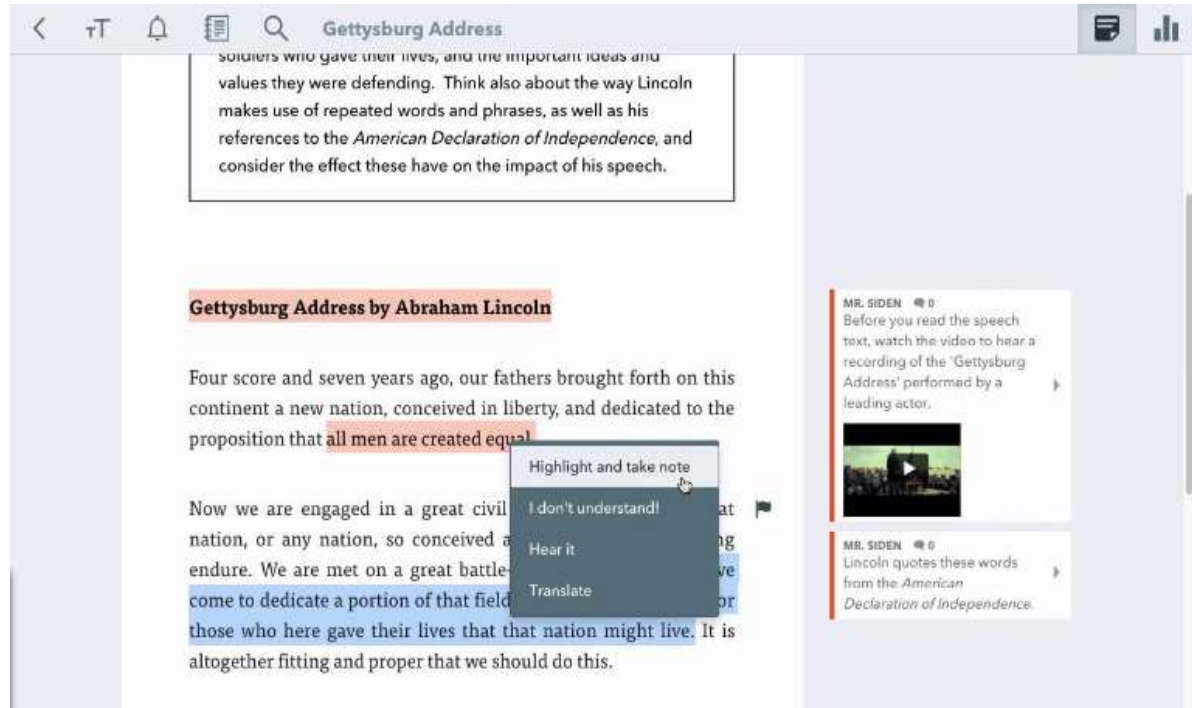 тT Gettysburg Address
soldiers who gave their lives, and the important ideas and
values they were defending. Think also about the way Lincoln
makes use of repeated words and phrases, as well as his
references to the American Declaration of Independence, and
consider the effect these have on the impact of his speech.
Gettysburg Address by Abraham Lincoln
Four score and seven years ago, our fathers brought forth on this
continent a new nation, conceived in liberty, and dedicated to the
proposition that all men are created equal
Now we are engaged in a great civil at
nation, or any nation, so conceived a ng
endure. We are met on a great battle- ve
come to dedicate a portion of that field or
those who here gave their lives that that nation might live. It is
altogether fitting and proper that we should do this.
Highlight and take note
I don't understand!
Hear it
Translate
MR. SIDEN 0
Before you read the speech
text, watch the video to hear a
recording of the 'Gettysburg
Address' performed by a
leading actor.
MR. SIDEN 0
Lincoln quotes these words
from the American
Declaration of Independence.